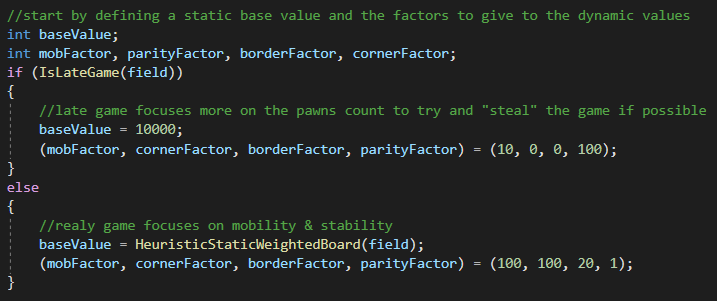 //start by defining a static base value and the factors to give to the dynamic values
int baseValue;
int mobFactor, parityFactor, borderFactor, cornerFactor;
if (IsLateGame(field))
{
//late game focuses more on the pawns count to try and "steal" the game if possible
baseValue = 10000;
(mobFactor, cornerFactor, borderFactor, parityFactor) = (10, 0, 0, 100);
}
else
{
//realy game focuses on mobility & stability
baseValue = HeuristicStaticWeightedBoard(field);
(mobFactor, cornerFactor, borderFactor, parityFactor) = (100, 100, 20, 1);
}